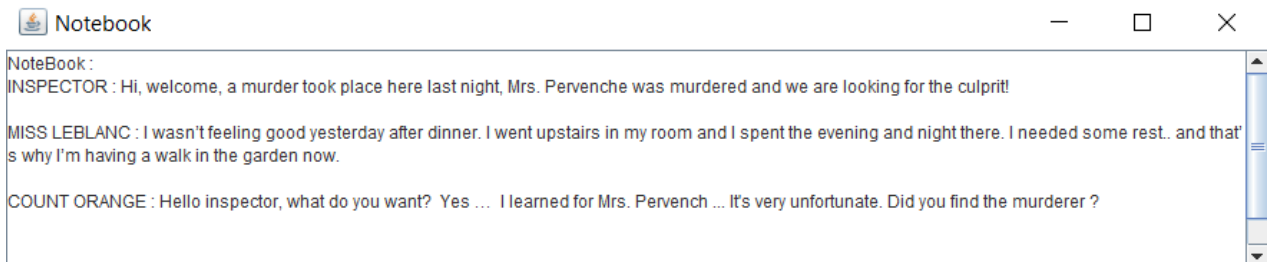 Notebook
NoteBook :
INSPECTOR : Hi, welcome, a murder took place here last night, Mrs. Pervenche was murdered and we are looking for the culprit!
MISS LEBLANC : I wasn't feeling good yesterday after dinner. I went upstairs in my room and I spent the evening and night there. I needed some rest.. and that'
s why I'm having a walk in the garden now.
COUNT ORANGE : Hello inspector, what do you want?  Yes …  I learned for Mrs. Pervench ... It's very unfortunate. Did you find the murderer ?